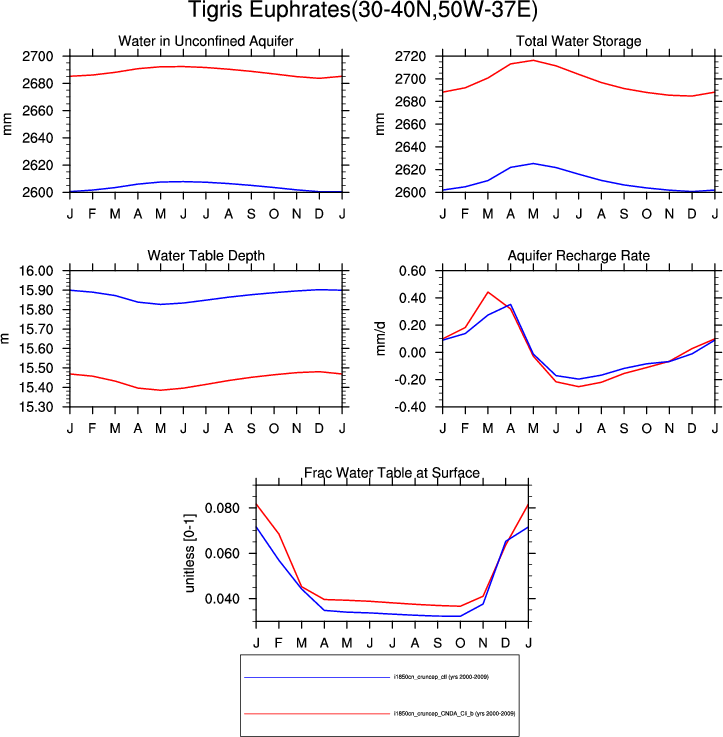 Tigris Euphrates(30-40N,50W-37E)
Water in Unconfined Aquifer
2700
2680
2660
2640
2620
2600
mm
J F M A M J J A S O N D J
Total Water Storage
2720
2700
2680
2660
2640
2620
2600
mm
J F M A M J J A S O N D J
Water Table Depth
16.00
15.90
15.80
15.70
15.60
15.50
15.40
15.30
m
J F M A M J J A S O N D J
Aquifer Recharge Rate
0.60
0.40
0.20
0.00
-0.20
-0.40
mm/d
J F M A M J J A S O N D J
Frac Water Table at Surface
0.080
0.060
0.040
unitless [0-1]
J F M A M J J A S O N D J
i1850cn_cruncap_ctl (yrs 2000-2009)
i1850cn_cruncap_CNDA_Cli_b (yrs 2000-2009)